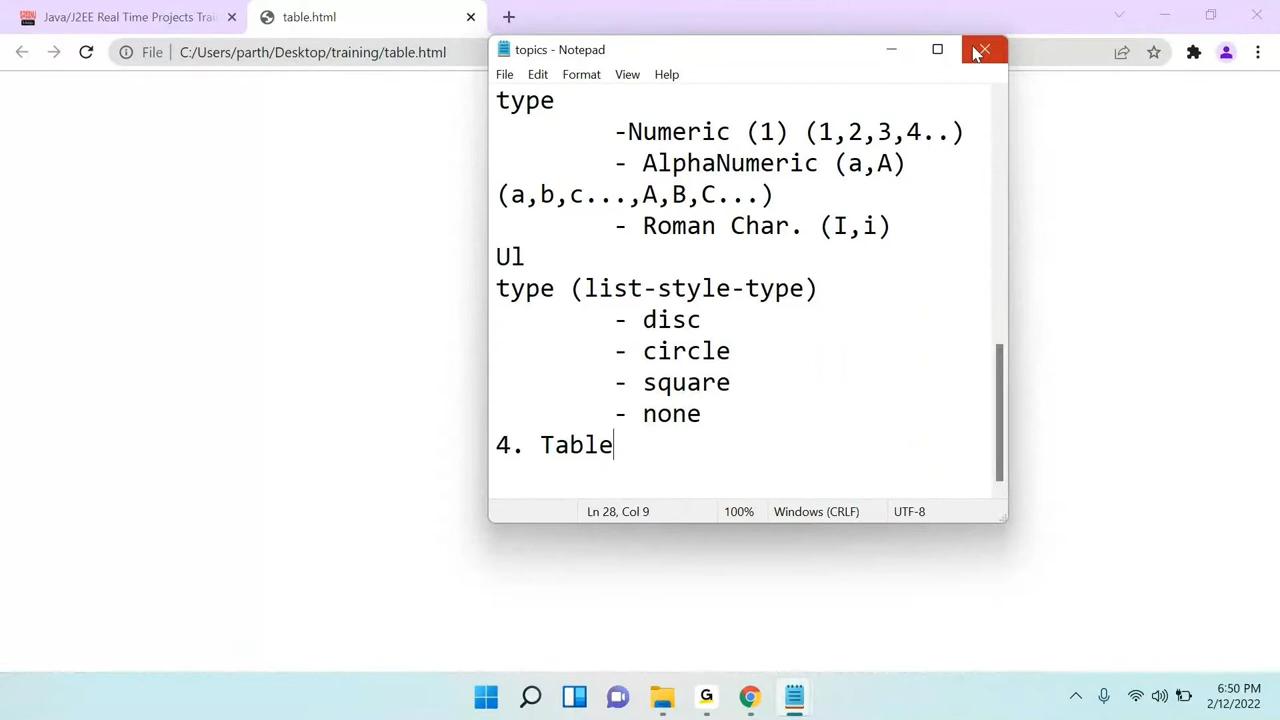 Java/J2EE Real Time Projects Trai
table.html
File
C:/Users/parth/Desktop/training/table.html
topics - Notepad
File Edit Format View Help
type
-Numeric (1) (1,2,3,4..)
- AlphaNumeric (a,A)
(a,b,c...,A,B,C...)
- Roman Char. (I,i)
Ul
type (list-style-type)
- disc
- circle
- square
- none
4. Table
Ln 28, Col 9 100% Windows (CRLF) UTF-8
G
6:50 PM
2/12/2022